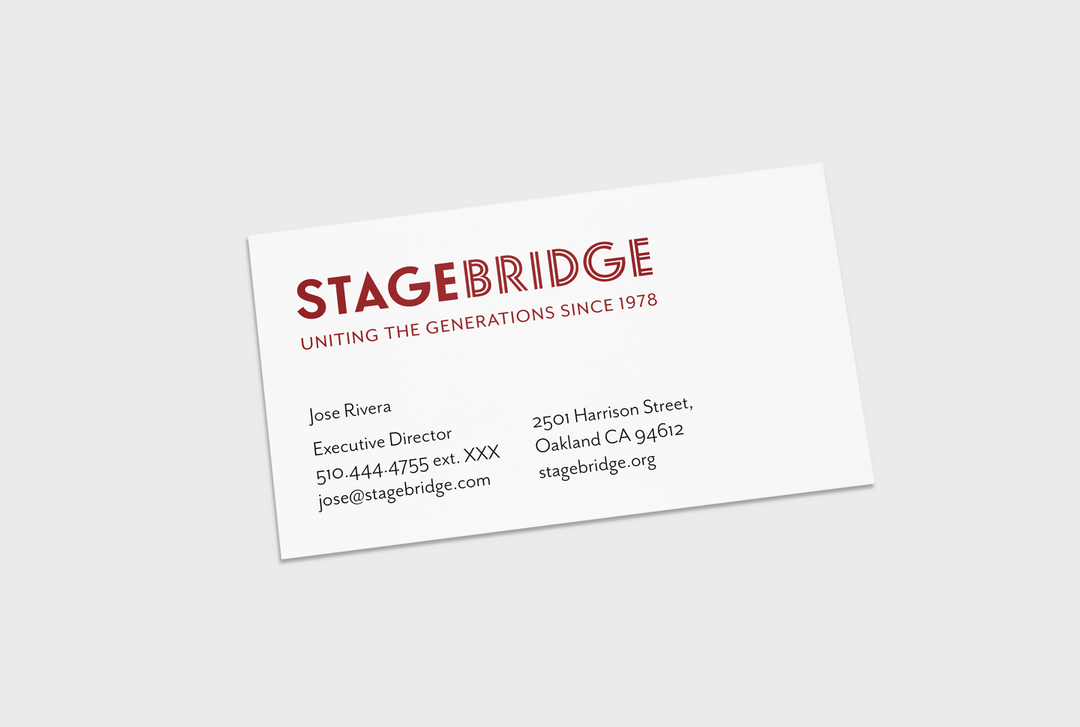 STAGEBRIDGE
UNITING THE GENERATIONS SINCE 1978
Jose Rivera
Executive Director
510.444.4755 ext. XXX
jose@stagebridge.com
2501 Harrison Street,
Oakland CA 94612
stagebridge.org